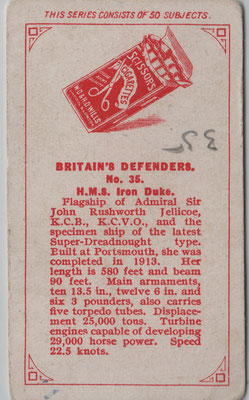 THIS SERIES CONSISTS OF 50 SUBJECTS.
SCISSORS
CIGARETTES
W.D.& H.O.WILLS
35
BRITAIN'S DEFENDERS.
No. 35.
H.M.S. Iron Duke.
Flagship of Admiral Sir
John Rushworth Jellicoe,
K.C.B., K.C.V.O., and the
specimen ship of the latest
Super-Dreadnought type.
Built at Portsmouth, she was
completed in 1913. Her
length is 580 feet and beam
90 feet. Main armaments,
ten 13.5 in., twelve 6 in. and
six 3 pounders, also carries
five torpedo tubes. Displace-
ment 25,000 tons. Turbine
engines capable of developing
29,000 horse power. Speed
22.5 knots.